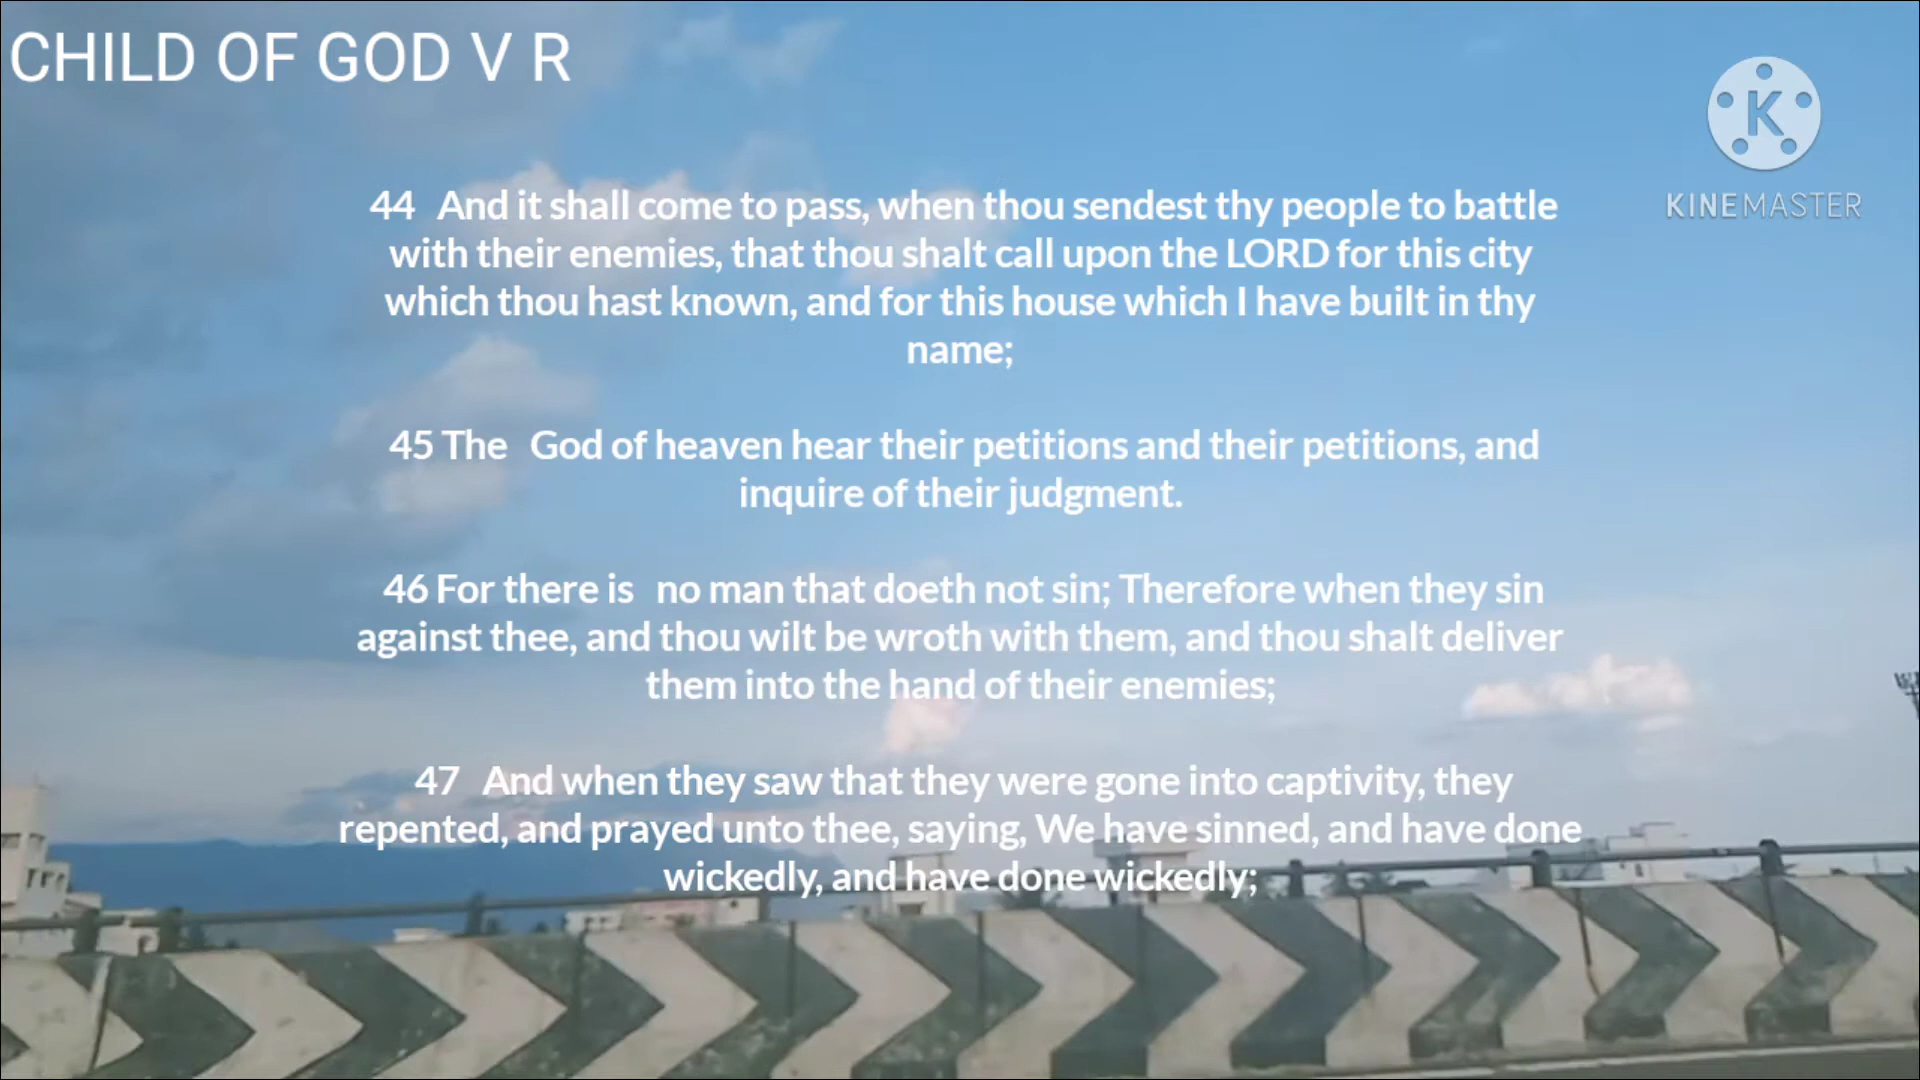 CHILD OF GOD V R
K
KINEMASTER
44 And it shall come to pass, when thou sendest thy people to battle
with their enemies, that thou shalt call upon the LORD for this city
which thou hast known, and for this house which I have built in thy
name;
45 The God of heaven hear their petitions and their petitions, and
inquire of their judgment.
46 For there is no man that doeth not sin; Therefore when they sin
against thee, and thou wilt be wroth with them, and thou shalt deliver
them into the hand of their enemies;
47 And when they saw that they were gone into captivity, they
repented, and prayed unto thee, saying, We have sinned, and have done
wickedly, and have done wickedly;